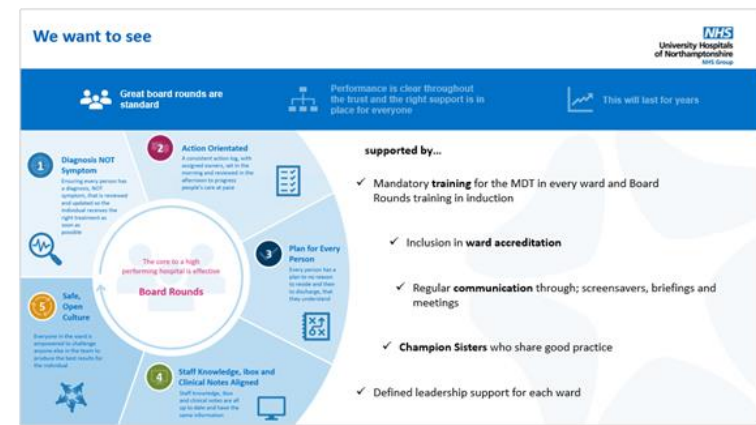 We want to see
NHS
University Hospitals
of Northamptonshire
NHS Group
Great board rounds are
standard
Performance is clear throughout
the trust and the right support is in
place for everyone
This will last for years
1
Diagnosis NOT
Symptom
Ensuring every person has
a diagnosis, NOT
symptom, that is reviewed
and updated so the
individual receives the
right treatment as
soon as
possible
2
Action Orientated
A consistent action log, with
assigned owners, set in the
morning and reviewed in the
afternoon to progress
people's care at pace
3
Plan for Every
Person
Every person has a
plan to no reason
to reside and then
to discharge, that
they understand
4
Staff Knowledge, ibox and
Clinical Notes Aligned
Staff Knowledge, ibox
and clinical notes are all
up to date and have the
same information
5
Safe,
Open
Culture
Everyone in the ward is
empowered to challenge
anyone else in the team to
produce the best results for
the individual
The core to a high
performing hospital is effective
Board Rounds
supported by...
✓ Mandatory training for the MDT in every ward and Board
Rounds training in induction
✓ Inclusion in ward accreditation
✓ Regular communication through; screensavers, briefings and
meetings
✓ Champion Sisters who share good practice
✓ Defined leadership support for each ward